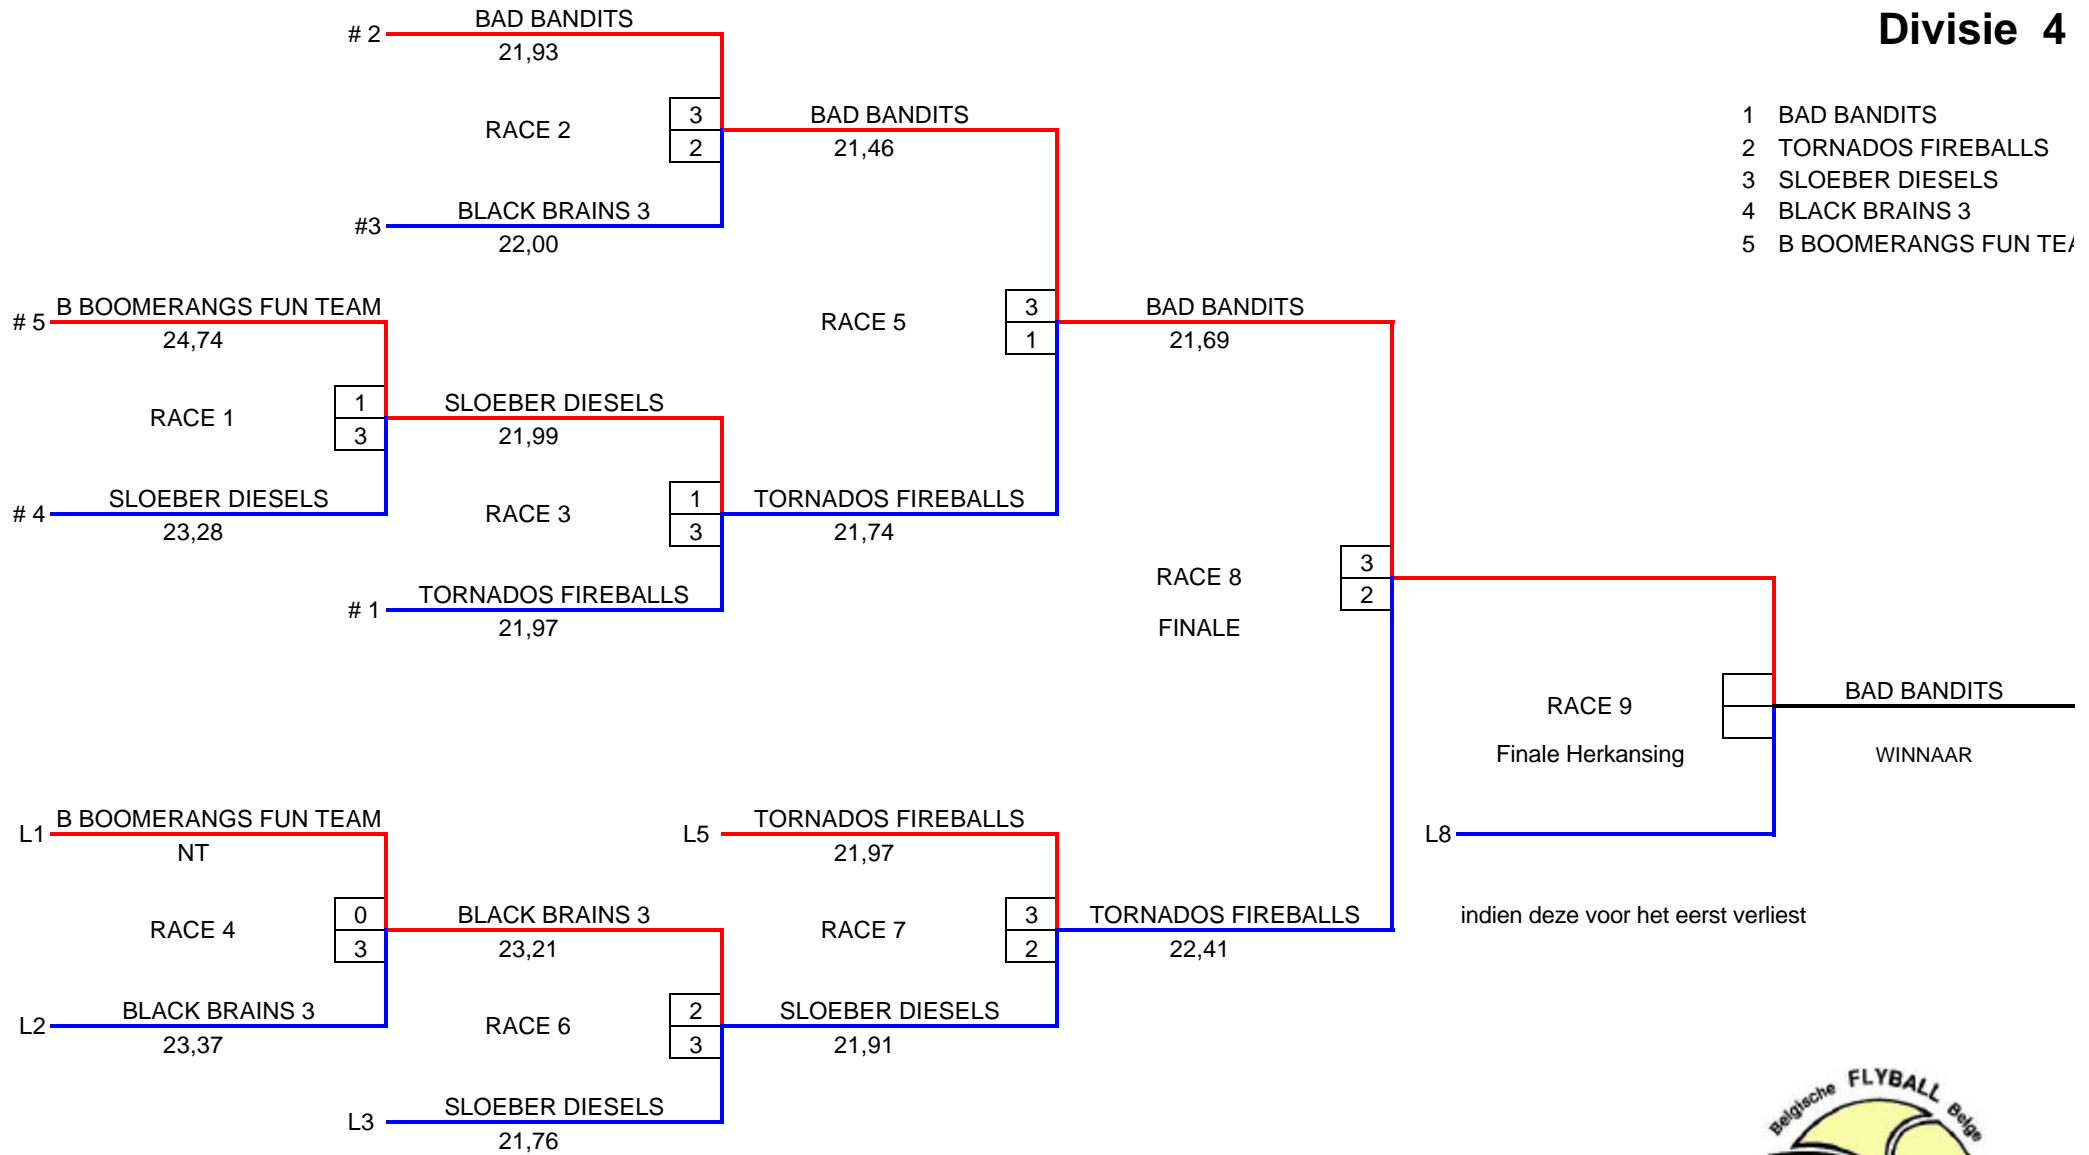 Divisie 4
1 BAD BANDITS
2 TORNADOS FIREBALLS
3 SLOEBER DIESELS
4 BLACK BRAINS 3
5 B BOOMERANGS FUN TEA
# 2 BAD BANDITS
21,93
RACE 2
3
2
BAD BANDITS
21,46
#3 BLACK BRAINS 3
22,00
# 5 B BOOMERANGS FUN TEAM
24,74
RACE 1
1
3
SLOEBER DIESELS
21,99
# 4 SLOEBER DIESELS
23,28
RACE 3
1
3
TORNADOS FIREBALLS
21,74
# 1 TORNADOS FIREBALLS
21,97
RACE 5
3
1
BAD BANDITS
21,69
RACE 8
FINALE
3
2
RACE 9
Finale Herkansing
BAD BANDITS
WINNAAR
L8
indien deze voor het eerst verliest
L1 B BOOMERANGS FUN TEAM
NT
RACE 4
0
3
BLACK BRAINS 3
23,21
L2 BLACK BRAINS 3
23,37
RACE 6
2
3
SLOEBER DIESELS
21,91
L3 SLOEBER DIESELS
21,76
L5 TORNADOS FIREBALLS
21,97
RACE 7
3
2
TORNADOS FIREBALLS
22,41
Belgische FLYBALL Belge